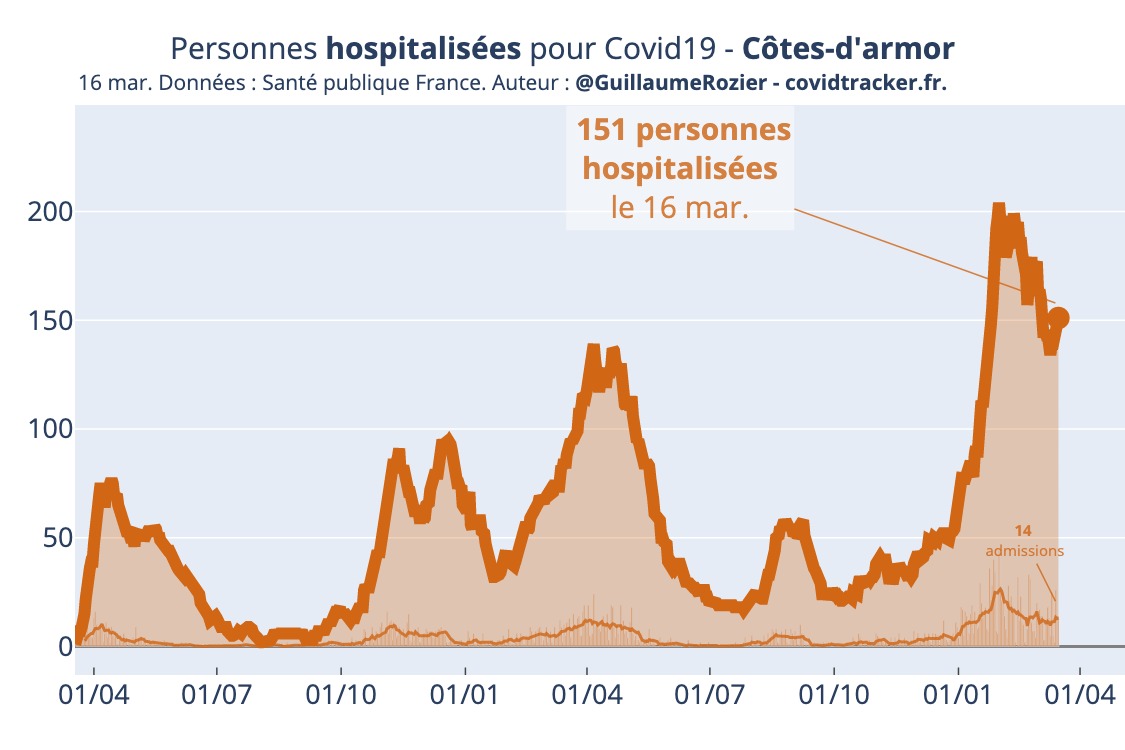 Personnes hospitalisées pour Covid19 - Côtes-d'armor
16 mar. Données : Santé publique France. Auteur : @GuillaumeRozier - covidtracker.fr.
151 personnes
hospitalisées
le 16 mar.
200
150
100
50
0
14
admissions
01/04
01/07
01/10
01/01
01/04
01/07
01/10
01/01
01/04